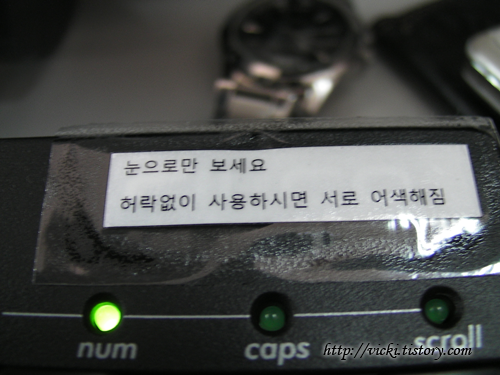 눈으로만 보세요
허락없이 사용하시면 서로 어색해짐
num caps scroll
http://vicki.tistory.com